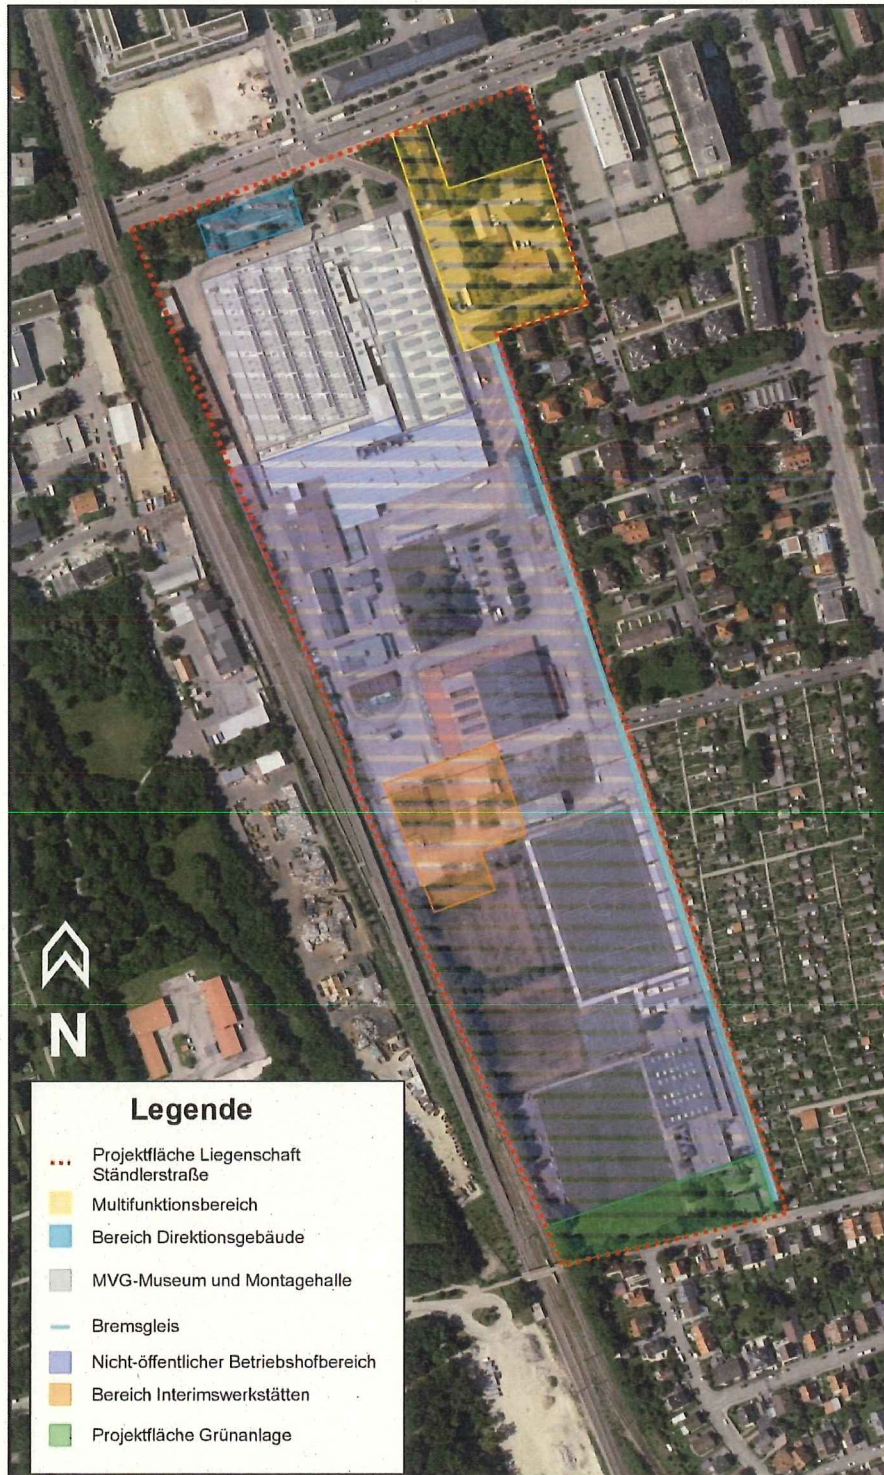 N
Legende
Projektfläche Liegenschaft
Ständlerstraße
Multifunktionsbereich
Bereich Direktionsgebäude
MVG-Museum und Montagehalle
Bremsgleis
Nicht-öffentlicher Betriebshofbereich
Bereich Interimswerkstätten
Projektfläche Grünanlage